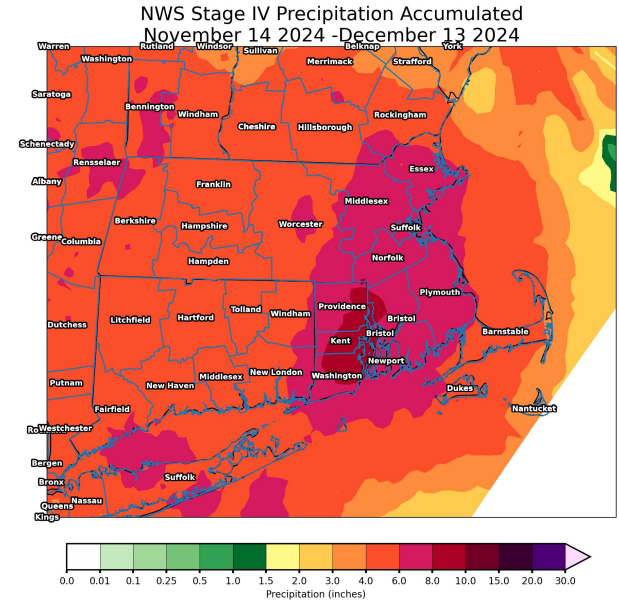 NWS Stage IV Precipitation Accumulated
November 14 2024 -December 13 2024
Warren
Rutland
Windsor
Sullivan
Belknap
York
Washington
Merrimack
Strafford
Saratoga
Bennington
Windham
Rockingham
Cheshire
Hillsborough
Schenectady
Rensselaer
Essex
Albany
Franklin
Middlesex
Berkshire
Hampshire
Worcester
Suffolk
Greene
Columbia
Hampden
Norfolk
Plymouth
Providence
Tolland
Windham
Bristol
Litchfield
Hartford
Dutchess
Bristol
Barnstable
Kent
Newport
Middlesex
New London
Washington
Putnam
New Haven
Dukes
Fairfield
Nantucket
Westchester
Bergen
Suffolk
Bronx
Nassau
Queens
Kings
0.0 0.01 0.1 0.25 0.5 1.0 1.5 2.0 3.0 4.0 6.0 8.0 10.0 15.0 20.0 30.0
Precipitation (inches)